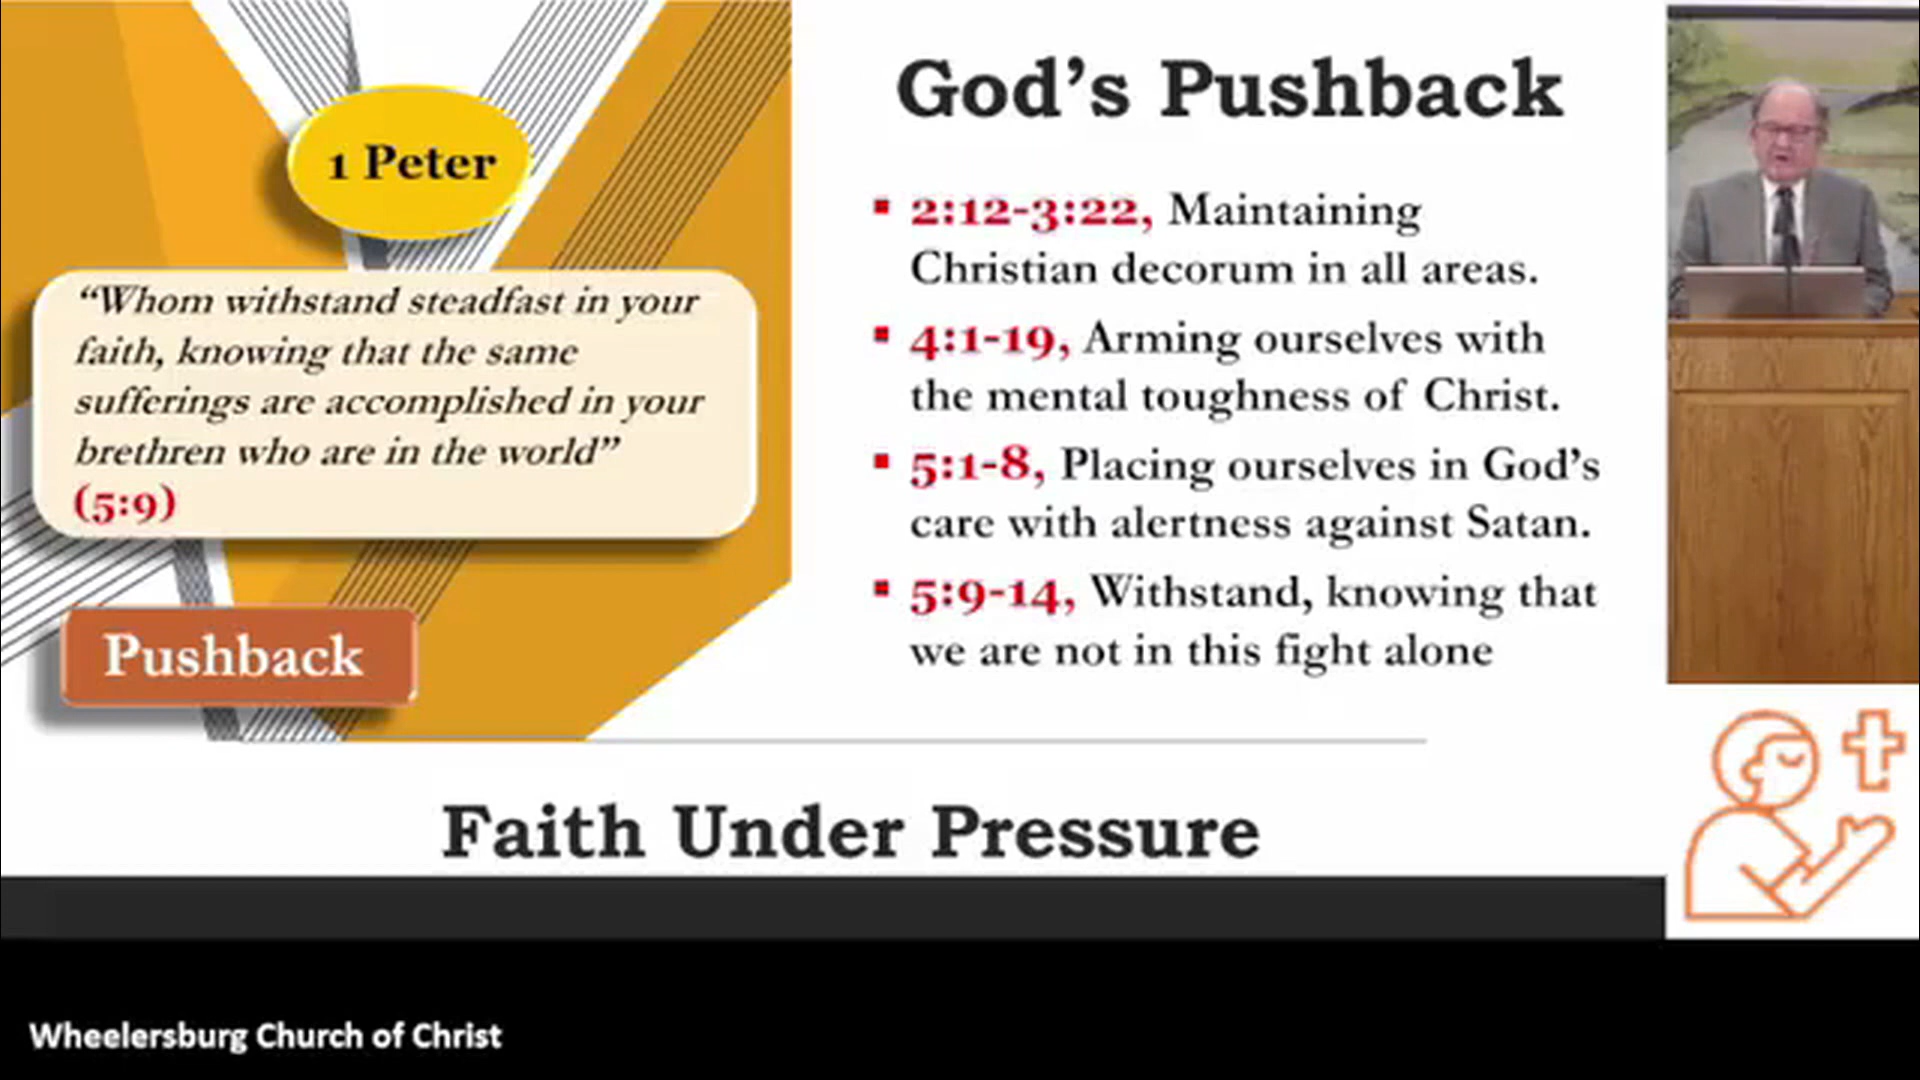 1 Peter
“Whom withstand steadfast in your
faith, knowing that the same
sufferings are accomplished in your
brethren who are in the world”
(5:9)
Pushback
God’s Pushback
▪ 2:12-3:22, Maintaining
Christian decorum in all areas.
▪ 4:1-19, Arming ourselves with
the mental toughness of Christ.
▪ 5:1-8, Placing ourselves in God’s
care with alertness against Satan.
▪ 5:9-14, Withstand, knowing that
we are not in this fight alone
Faith Under Pressure
Wheelersburg Church of Christ